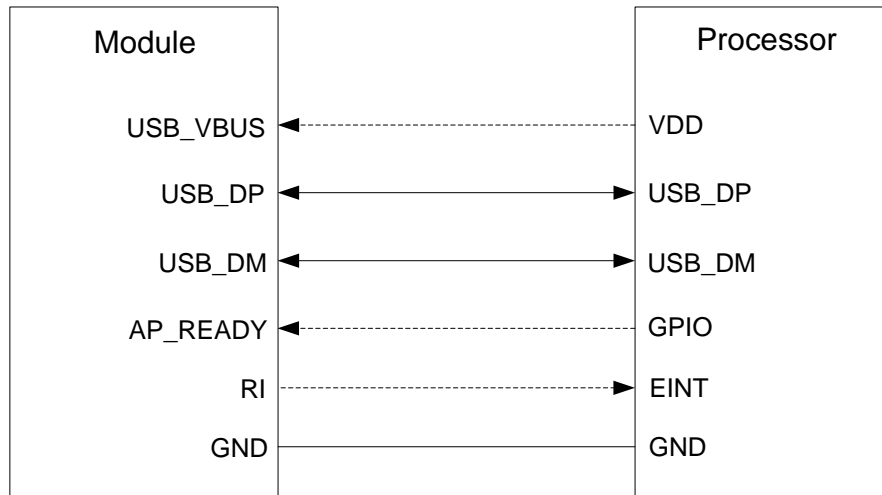 Module
Processor
USB_VBUS
VDD
USB_DP
USB_DP
USB_DM
USB_DM
AP_READY
GPIO
RI
EINT
GND
GND